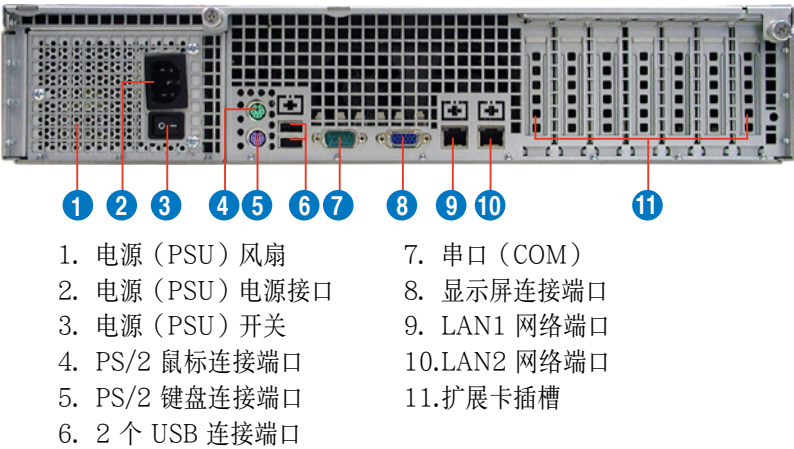 1 2 3 4 5 6 7 8 9 10 11
1. 电源（PSU）风扇
2. 电源（PSU）电源接口
3. 电源（PSU）开关
4. PS/2 鼠标连接端口
5. PS/2 键盘连接端口
6. 2 个 USB 连接端口
7. 串口（COM）
8. 显示屏连接端口
9. LAN1 网络端口
10.LAN2 网络端口
11.扩展卡插槽